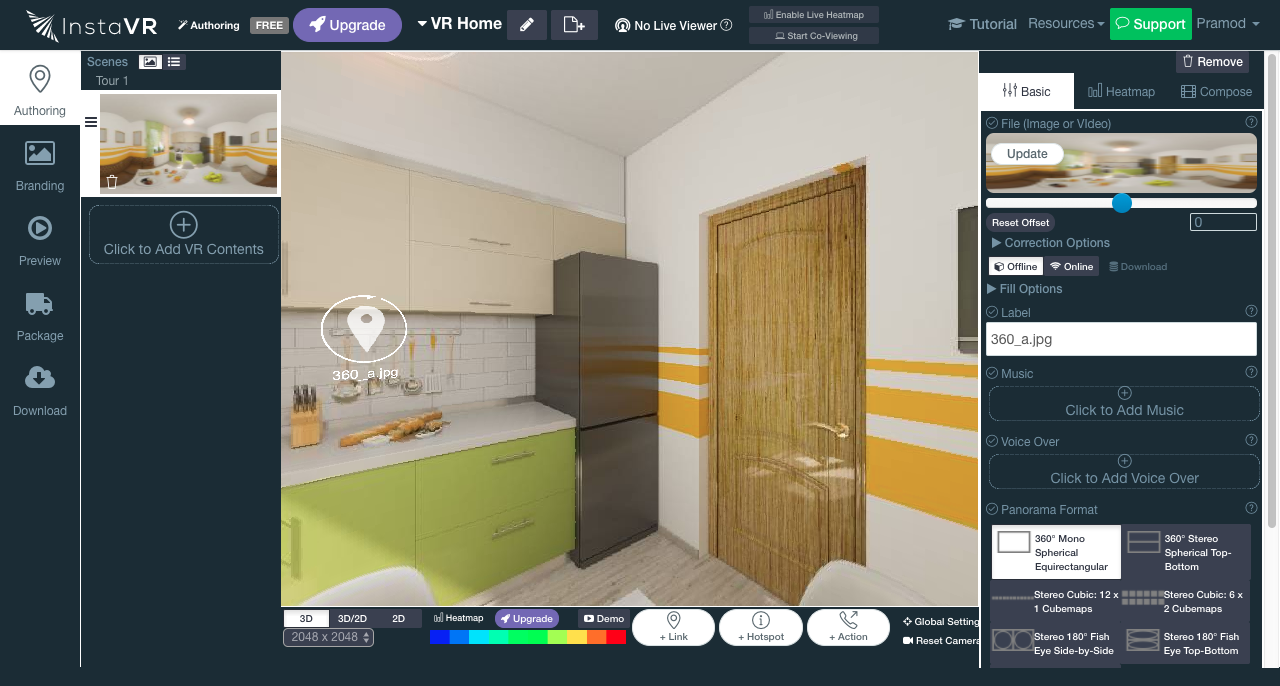 InstaVR
Authoring
FREE
Upgrade
VR Home
No Live Viewer
Enable Live Heatmap
Start Co-Viewing
Tutorial
Resources
Support
Pramod
Authoring
Branding
Preview
Package
Download
Scenes
Tour 1
Click to Add VR Contents
360_a.jpg
3D
3D/2D
2D
2048 x 2048
Heatmap
Upgrade
Demo
+ Link
+ Hotspot
+ Action
Global Setting
Reset Camera
Remove
Basic
Heatmap
Compose
File (Image or VIdeo)
Update
Reset Offset
0
Correction Options
Offline
Online
Download
Fill Options
Label
360_a.jpg
Music
Click to Add Music
Voice Over
Click to Add Voice Over
Panorama Format
360° Mono
Spherical
Equirectangular
360° Stereo
Spherical Top-
Bottom
Stereo Cubic: 12 x
1 Cubemaps
Stereo Cubic: 6 x
2 Cubemaps
Stereo 180° Fish
Eye Side-by-Side
Stereo 180° Fish
Eye Top-Bottom